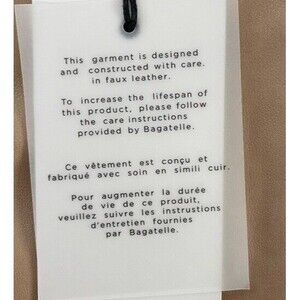 This garment is designed
and constructed with care.
in faux leather.
To increase the lifespan of
this product, please follow
the care instructions
provided by Bagatelle.
Ce vêtement est conçu et
fabriqué avec soin en simili cuir.
Pour augmenter la durée
de vie de ce produit,
veuillez suivre les instrustions
d'entretien fournies
par Bagatelle.